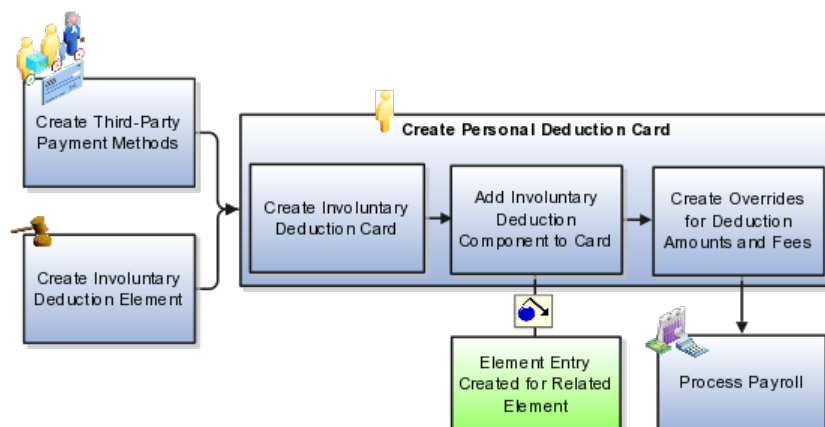 Create Third-Party
Payment Methods
Create Involuntary
Deduction Element
Create Personal Deduction Card
Create Involuntary
Deduction Card
Add Involuntary
Deduction
Component to Card
Create Overrides
for Deduction
Amounts and Fees
Element Entry
Created for Related
Element
Process Payroll